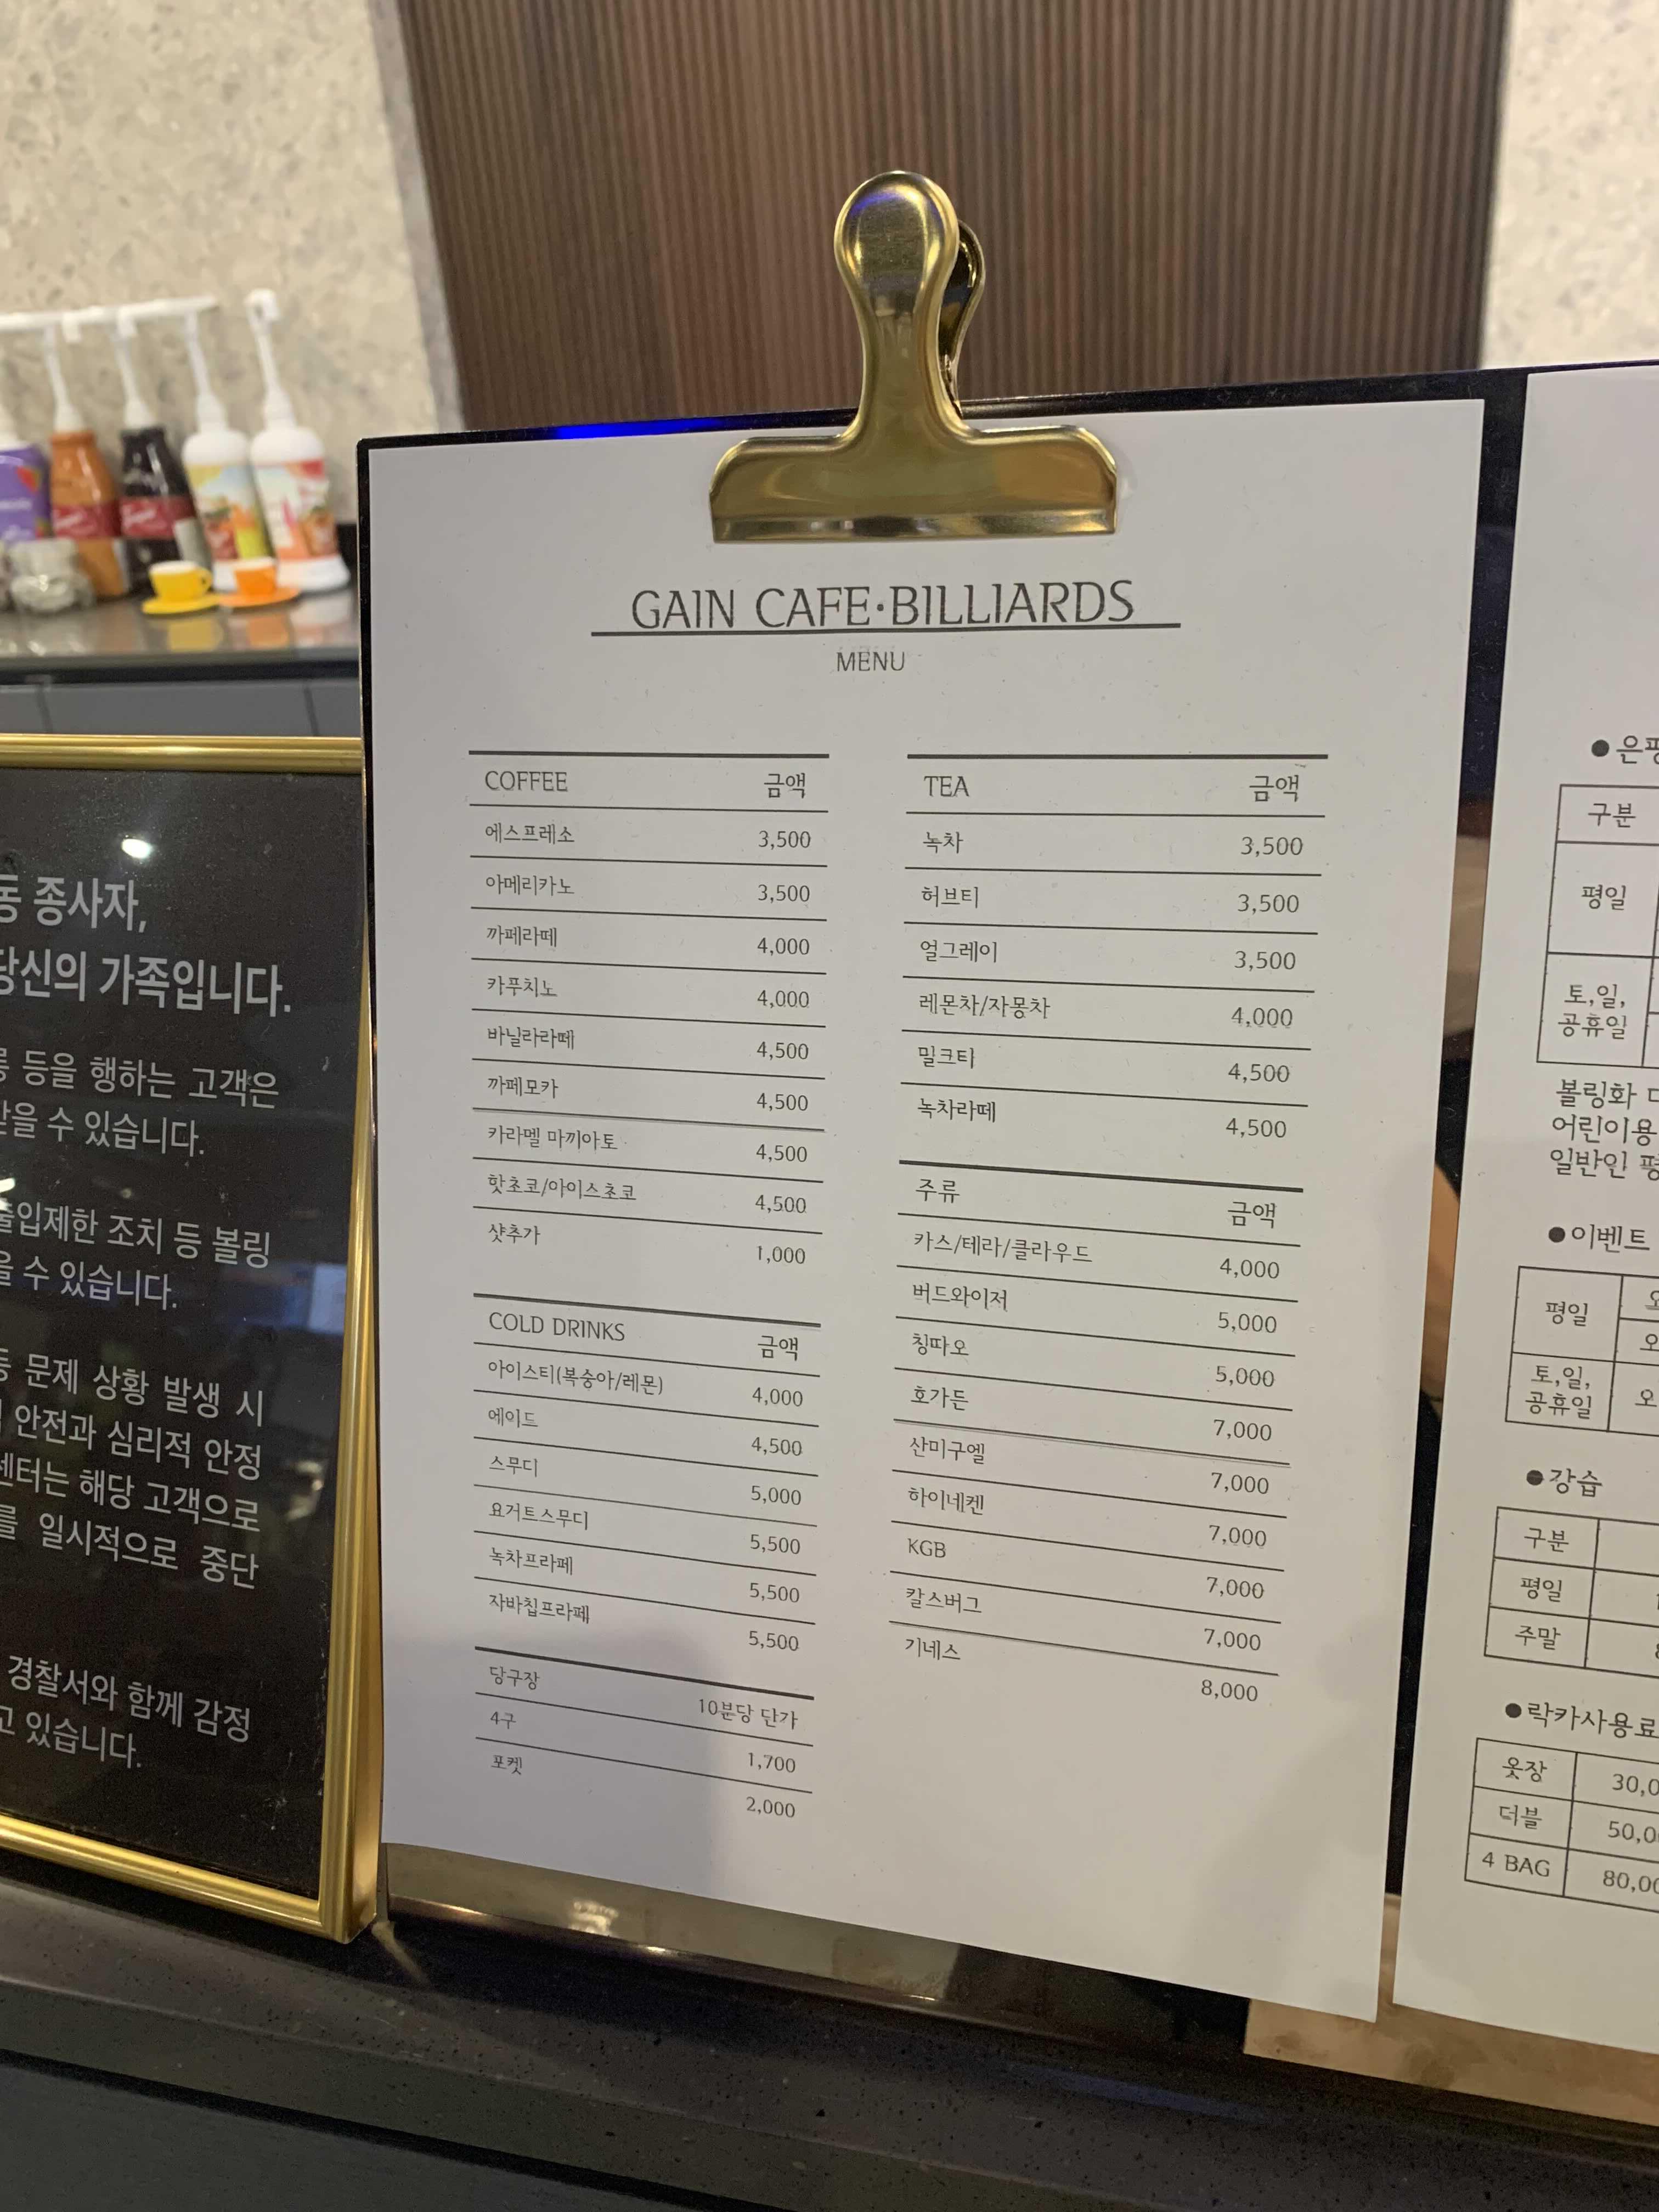 GAIN CAFE·BILLIARDS
MENU
COFFEE 금액
에스프레소 3,500
아메리카노 3,500
까페라떼 4,000
카푸치노 4,000
바닐라라떼 4,500
까페모카 4,500
카라멜 마끼아토 4,500
핫초코/아이스초코 4,500
샷추가 1,000
COLD DRINKS 금액
아이스티(복숭아/레몬) 4,000
에이드 4,500
스무디 5,000
요거트스무디 5,500
녹차프라페 5,500
자바칩프라페 5,500
당구장 10분당 단가
4구 1,700
포켓 2,000
TEA 금액
녹차 3,500
허브티 3,500
얼그레이 3,500
레몬차/자몽차 4,000
밀크티 4,500
녹차라떼 4,500
주류 금액
카스/테라/클라우드 4,000
버드와이저 5,000
칭따오 5,000
호가든 7,000
산미구엘 7,000
하이네켄 7,000
KGB 7,000
칼스버그 7,000
기네스 8,000
종사자,
당신의 가족입니다.
등을 행하는 고객은
수 있습니다.
출입제한 조치 등 볼링
수 있습니다.
문제 상황 발생 시
안전과 심리적 안정
센터는 해당 고객으로
를 일시적으로 중단
경찰서와 함께 감정
고 있습니다.
구분
평일
토,일,
공휴일
볼링화
어린이용
일반인
●이벤트
평일
토,일,
공휴일
●강습
구분
평일
주말
●락카사용료
옷장
더블
4 BAG